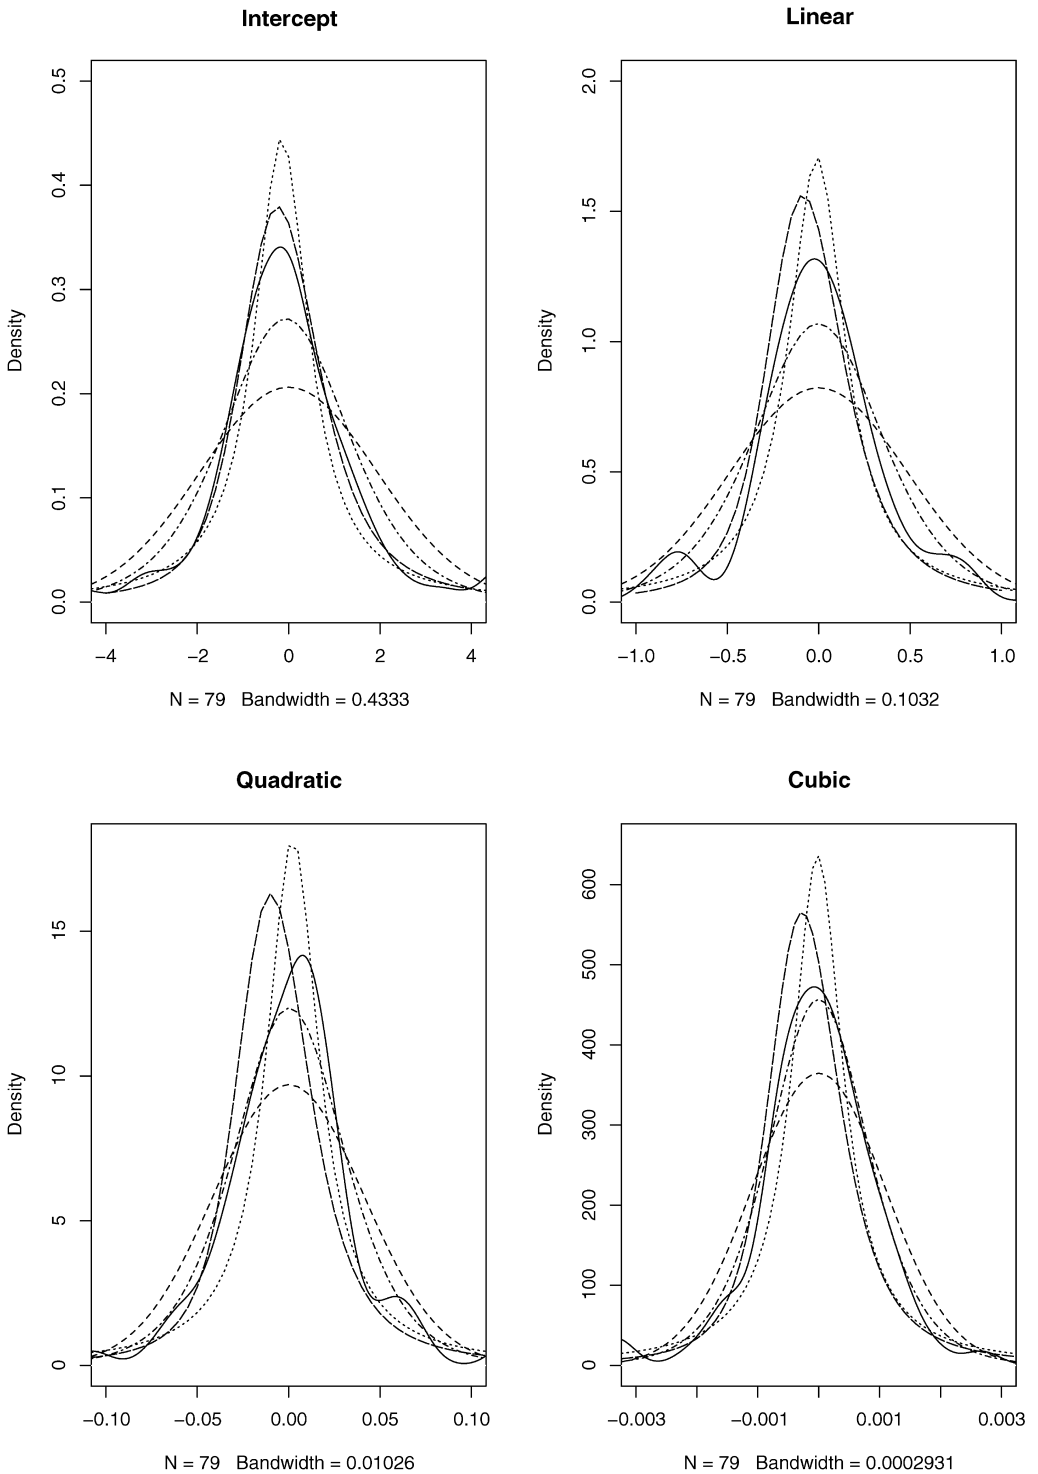 Intercept
Density
0.0 0.1 0.2 0.3 0.4 0.5
−4 −2 0 2 4
N = 79 Bandwidth = 0.4333
Linear
Density
0.0 0.5 1.0 1.5 2.0
−1.0 −0.5 0.0 0.5 1.0
N = 79 Bandwidth = 0.1032
Quadratic
Density
0 5 10 15
−0.10 −0.05 0.00 0.05 0.10
N = 79 Bandwidth = 0.01026
Cubic
Density
0 100 200 300 400 500 600
−0.003 −0.001 0.001 0.003
N = 79 Bandwidth = 0.0002931